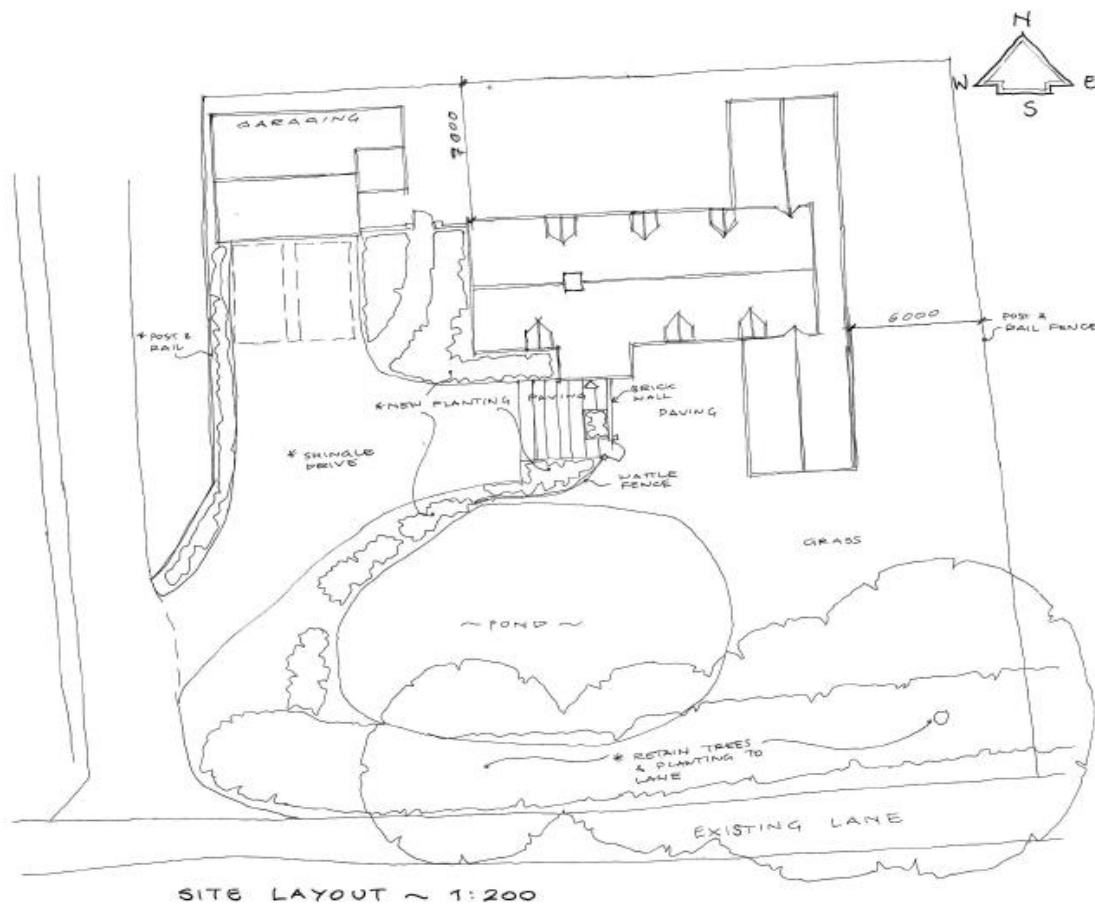 N
W E
S
GARAGING
7000
6000
* POST &
RAIL
POST &
RAIL FENCE
* NEW PLANTING
PAVING
BRICK
WALL
PAVING
* SHINGLE
DRIVE
WATTLE
FENCE
GRASS
~ POND ~
* RETAIN TREES
& PLANTING TO
LANE
EXISTING LANE
SITE LAYOUT ~ 1:200